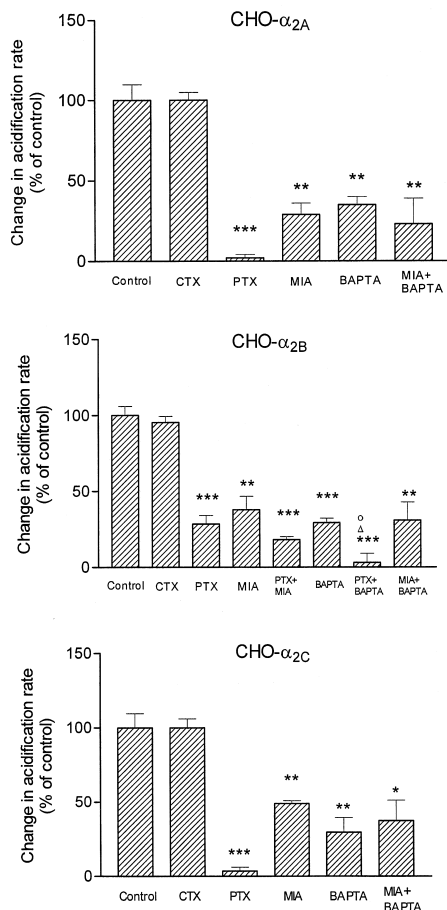 CHO-α2A
Change in acidification rate
(% of control)
150
100
50
0
** ** **
***
Control CTX PTX MIA BAPTA MIA+
BAPTA
CHO-α2B
Change in acidification rate
(% of control)
150
100
50
0
*** ** *** *** ο
Δ
*** **
Control CTX PTX MIA PTX+
MIA BAPTA PTX+
BAPTA MIA+BAPTA
CHO-α2C
Change in acidification rate
(% of control)
150
100
50
0
*** ** ** *
Control CTX PTX MIA BAPTA MIA+
BAPTA